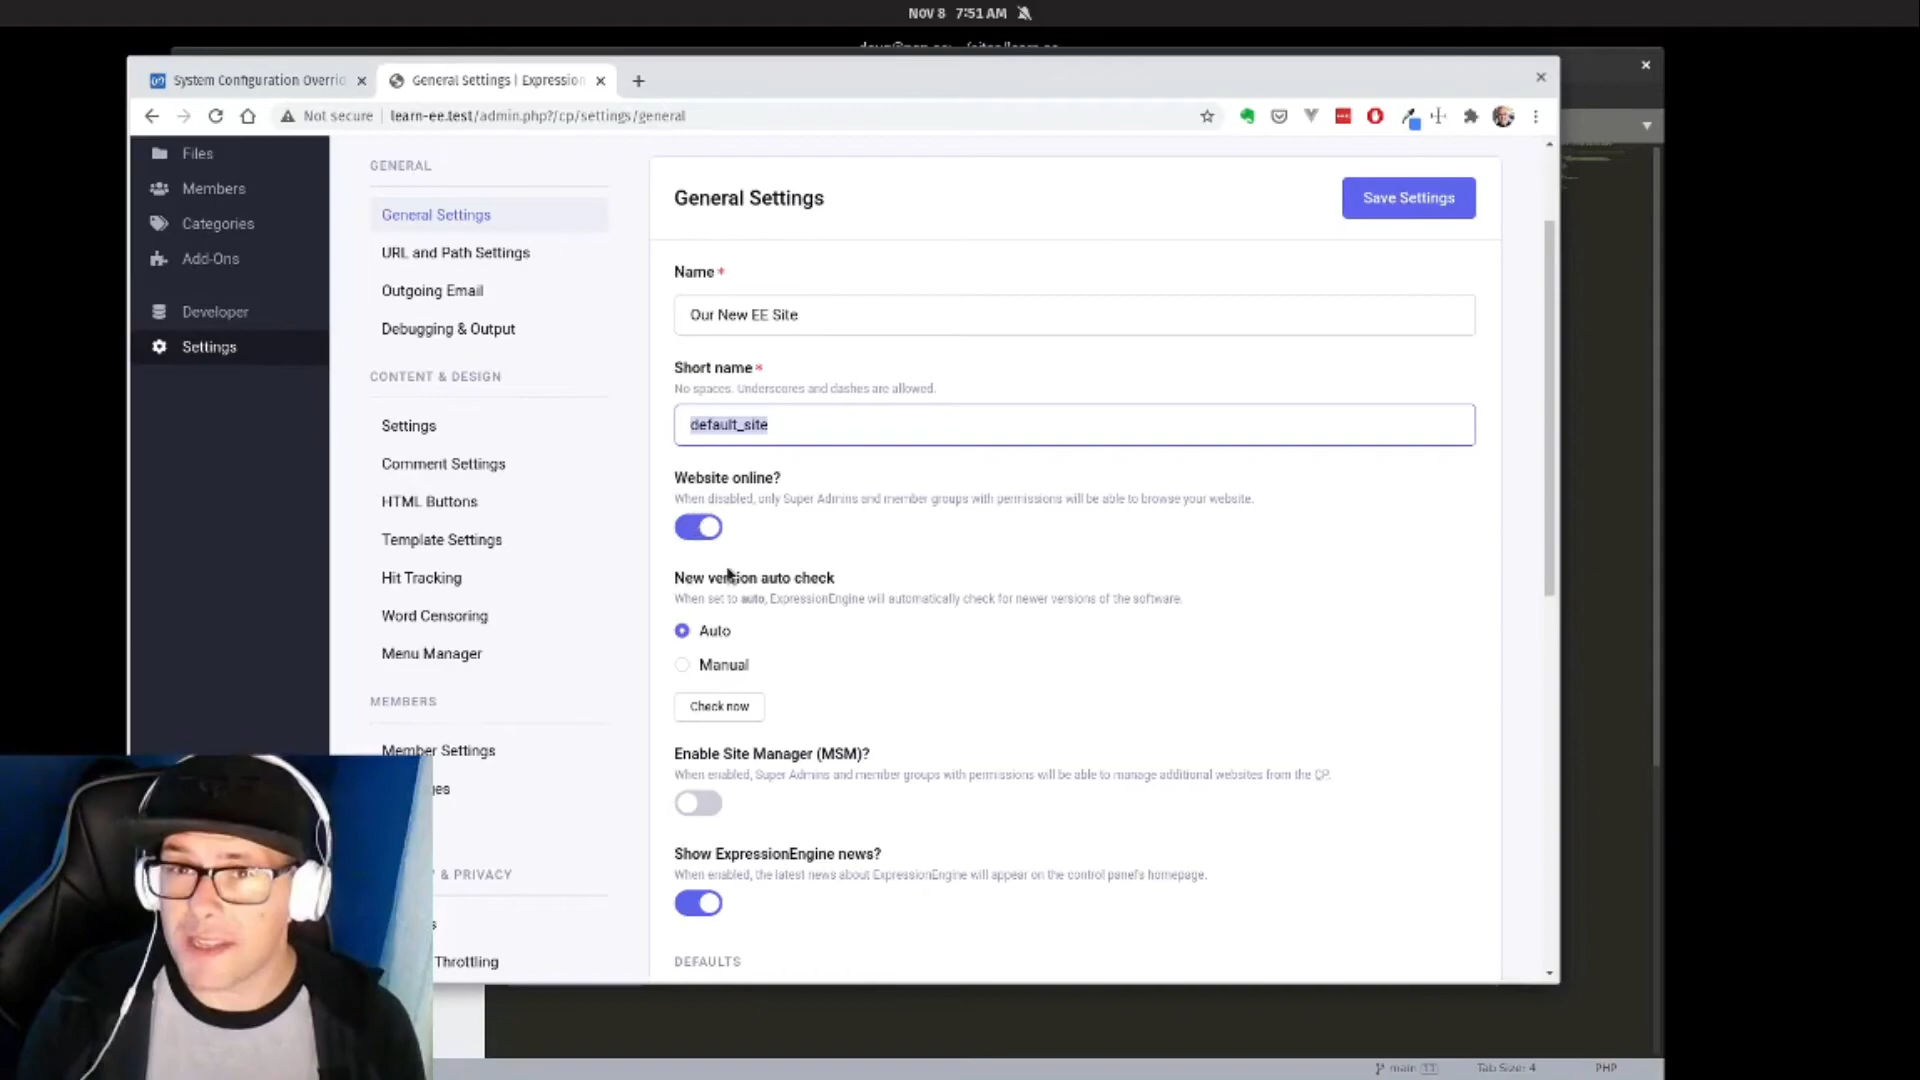 NOV 8 7:51 AM
System Configuration Overri
General Settings | Expression
Not secure
learn-ee.test/admin.php?/cp/settings/general
Files
Members
Categories
Add-Ons
Developer
Settings
GENERAL
General Settings
URL and Path Settings
Outgoing Email
Debugging & Output
CONTENT & DESIGN
Settings
Comment Settings
HTML Buttons
Template Settings
Hit Tracking
Word Censoring
Menu Manager
MEMBERS
Member Settings
& PRIVACY
Throttling
General Settings
Save Settings
Name *
Our New EE Site
Short name *
No spaces. Underscores and dashes are allowed.
default_site
Website online?
When disabled, only Super Admins and member groups with permissions will be able to browse your website.
New version auto check
When set to auto, ExpressionEngine will automatically check for newer versions of the software.
Auto
Manual
Check now
Enable Site Manager (MSM)?
When enabled, Super Admins and member groups with permissions will be able to manage additional websites from the CP.
Show ExpressionEngine news?
When enabled, the latest news about ExpressionEngine will appear on the control panel's homepage.
DEFAULTS
main
Tab Size: 4
PHP